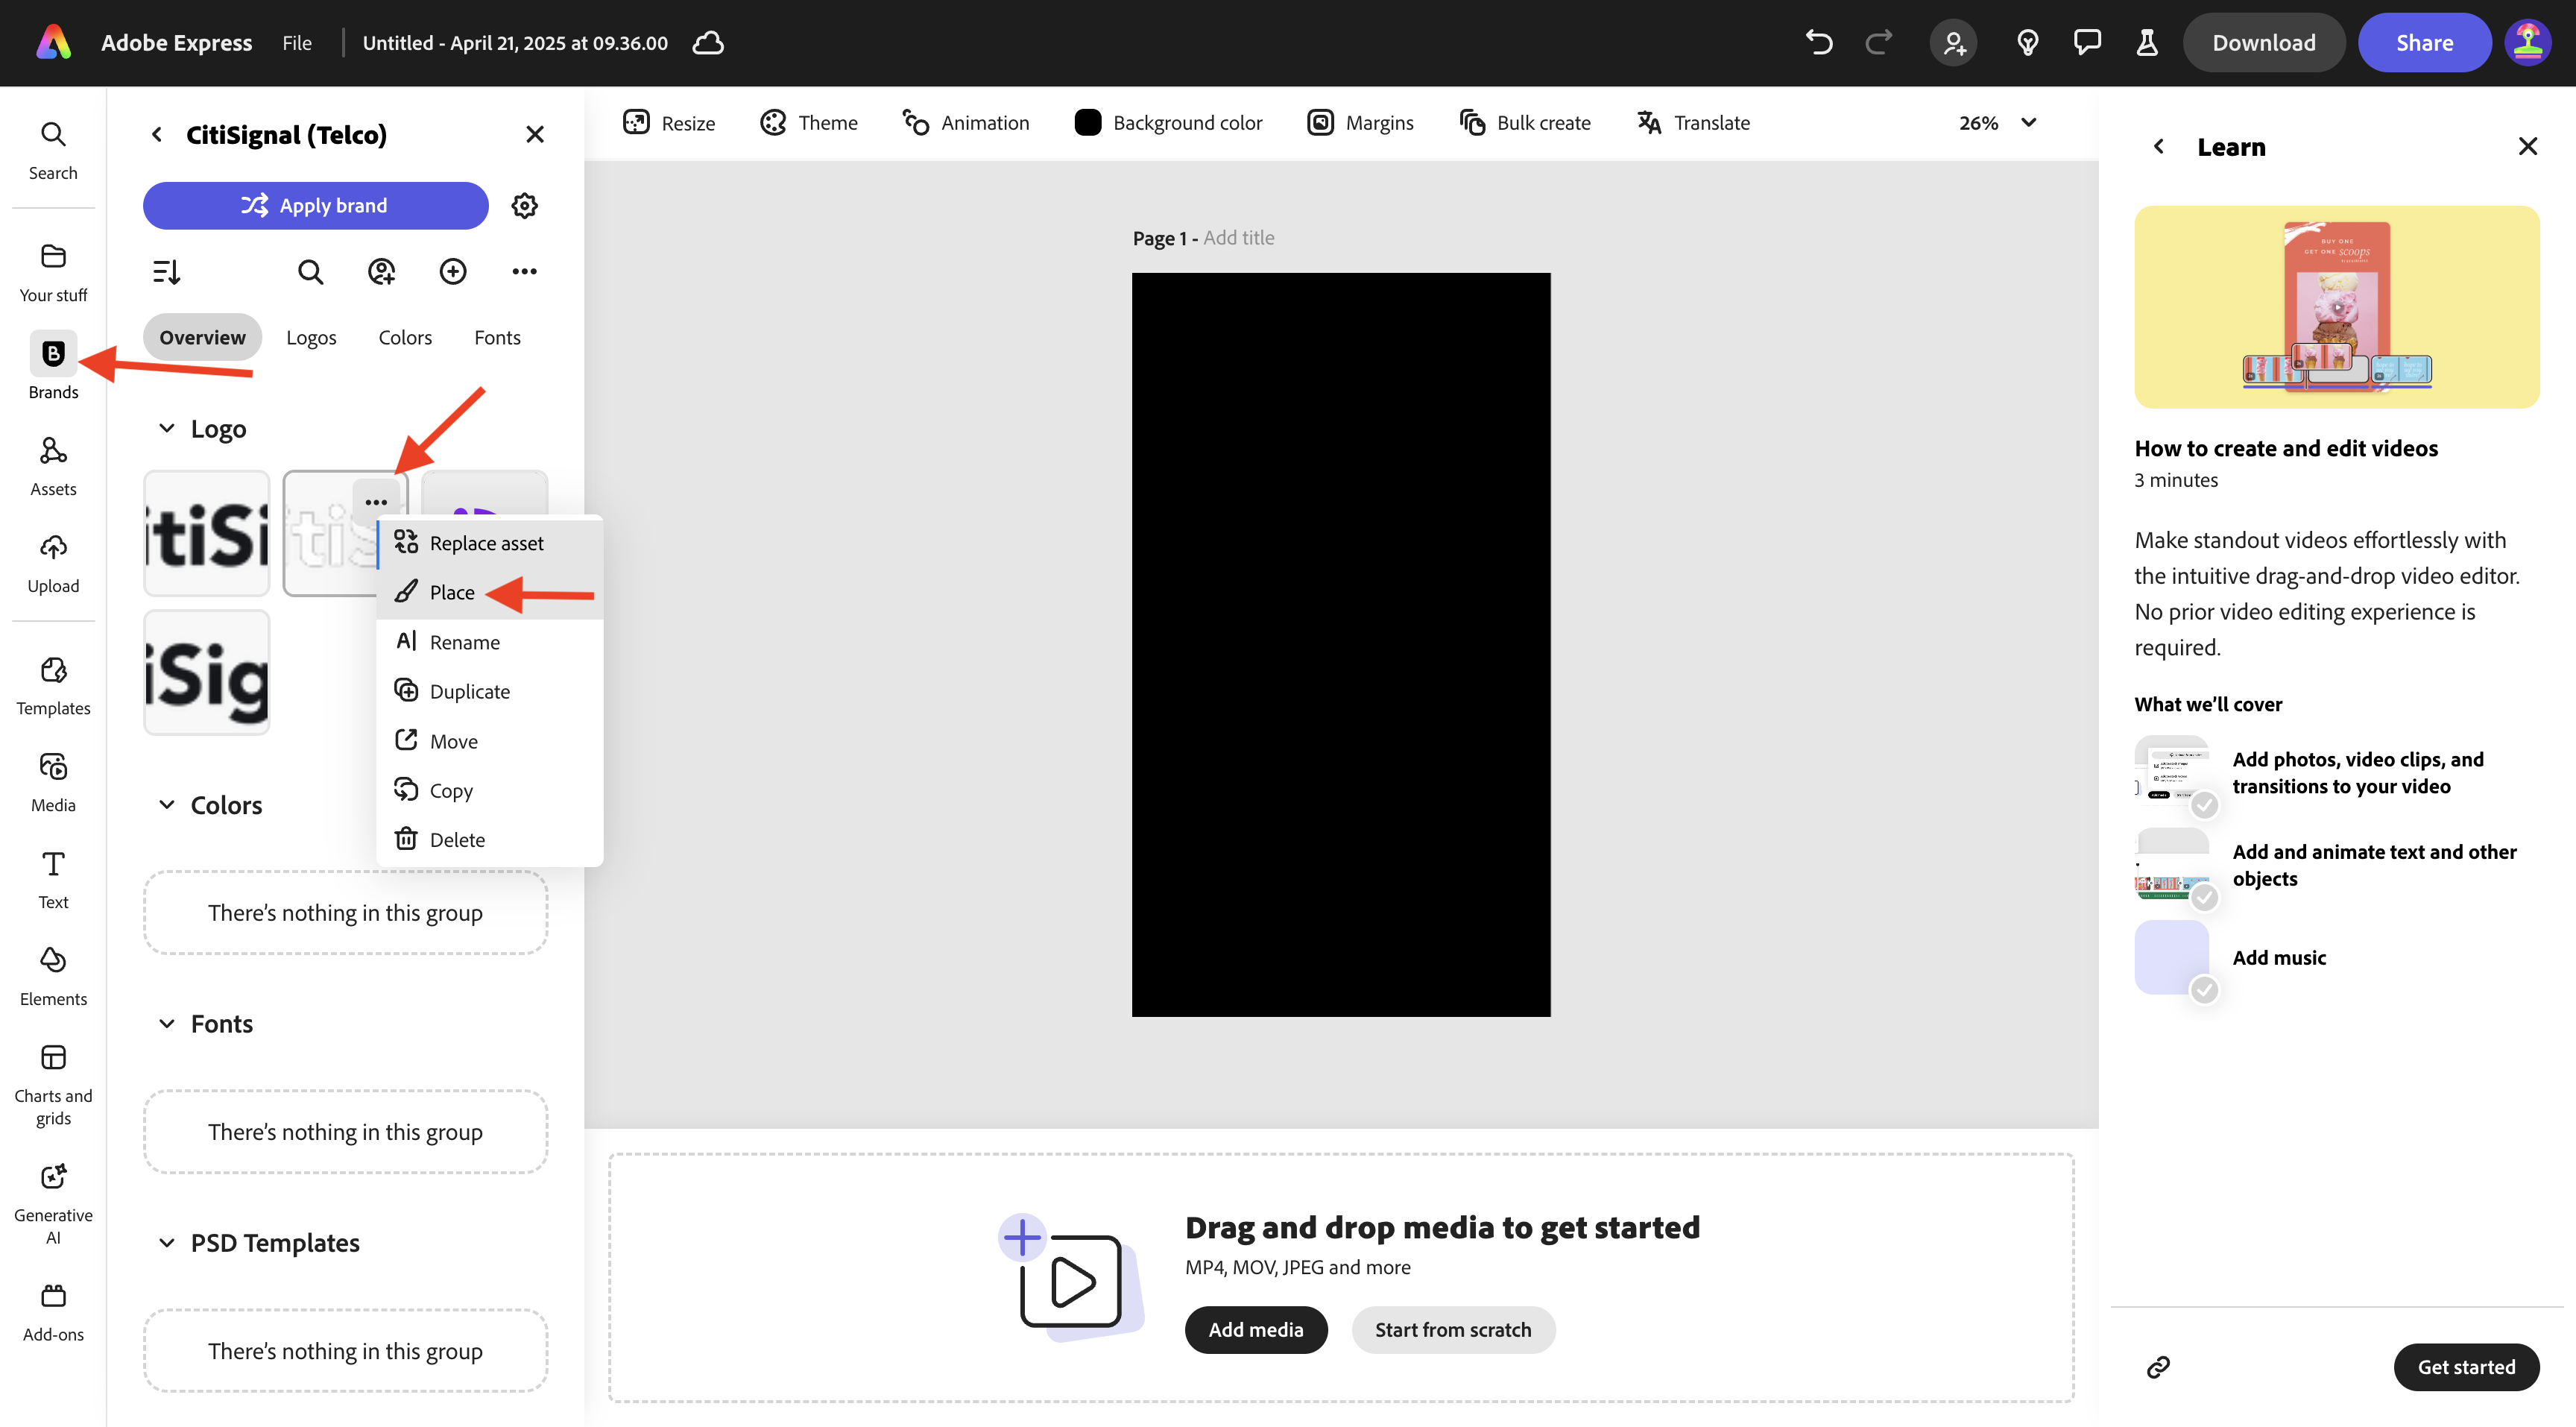 Adobe Express
File
Untitled - April 21, 2025 at 09.36.00
Download
Share
Search
Your stuff
Brands
Assets
Upload
Templates
Media
Text
Elements
Charts and
grids
Generative
AI
Add-ons
CitiSignal (Telco)
Apply brand
Overview
Logos
Colors
Fonts
Logo
itiSi
itiS
iSig
Replace asset
Place
Rename
Duplicate
Move
Copy
Delete
Colors
There's nothing in this group
Fonts
There's nothing in this group
PSD Templates
There's nothing in this group
Resize
Theme
Animation
Background color
Margins
Bulk create
Translate
26%
Page 1 - Add title
Drag and drop media to get started
MP4, MOV, JPEG and more
Add media
Start from scratch
Learn
BUY ONE
GET ONE scoops
How to create and edit videos
3 minutes
Make standout videos effortlessly with
the intuitive drag-and-drop video editor.
No prior video editing experience is
required.
What we'll cover
Add photos, video clips, and
transitions to your video
Add and animate text and other
objects
Add music
Get started